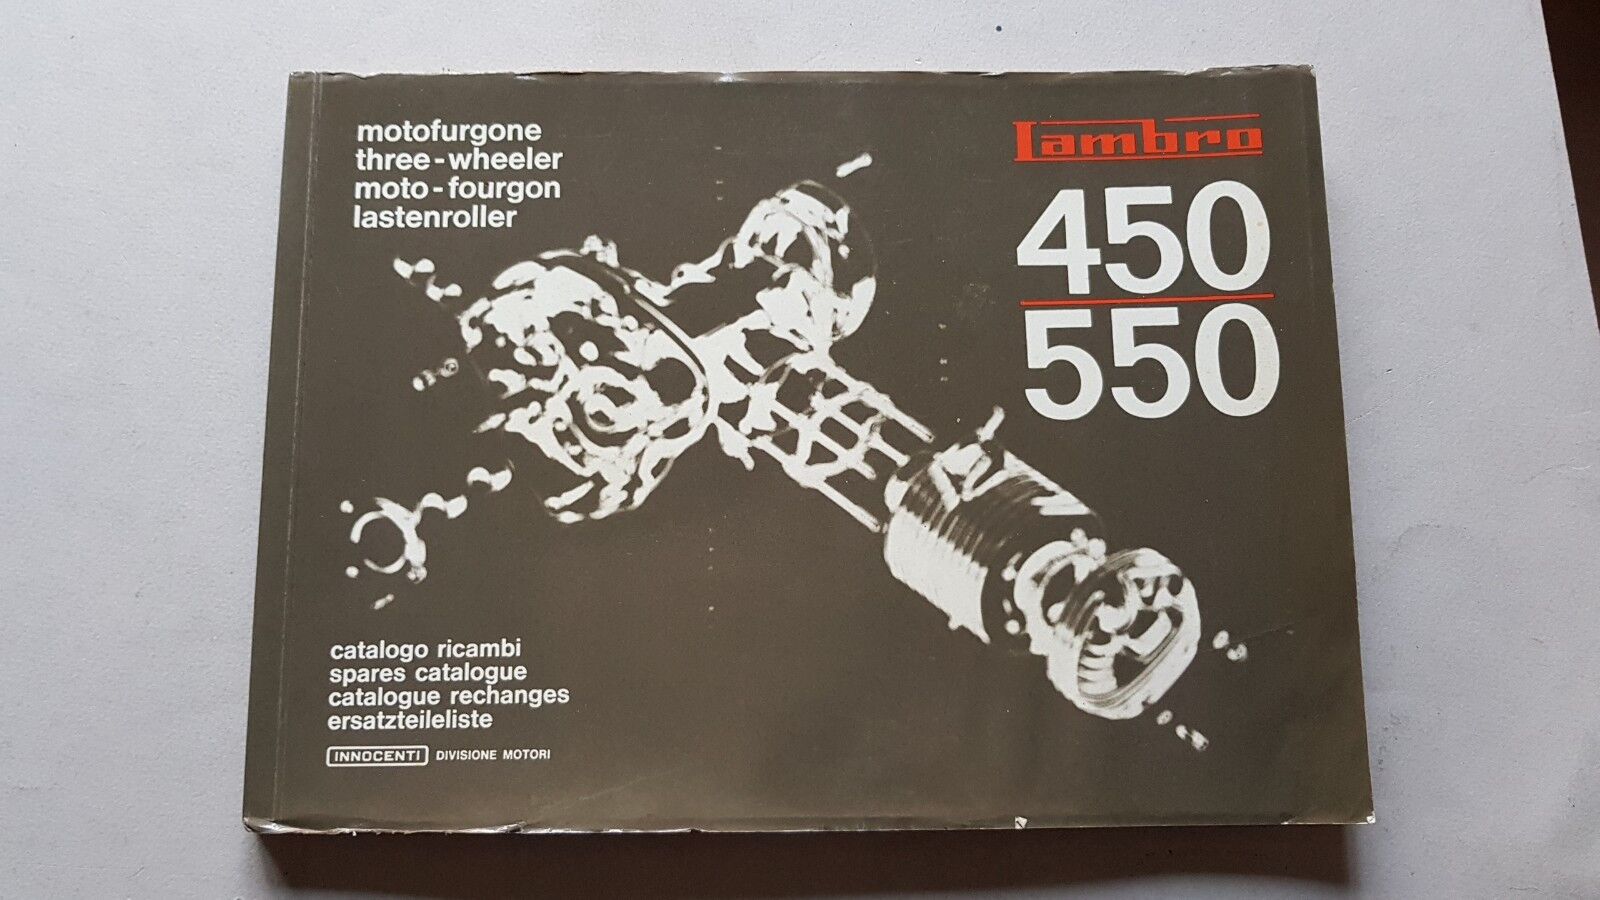 motofurgone
three-wheeler
moto-fourgon
lastenroller
Lambro
450
550
catalogo ricambi
spares catalogue
catalogue rechanges
ersatzteileliste
INNOCENTI DIVISIONE MOTORI